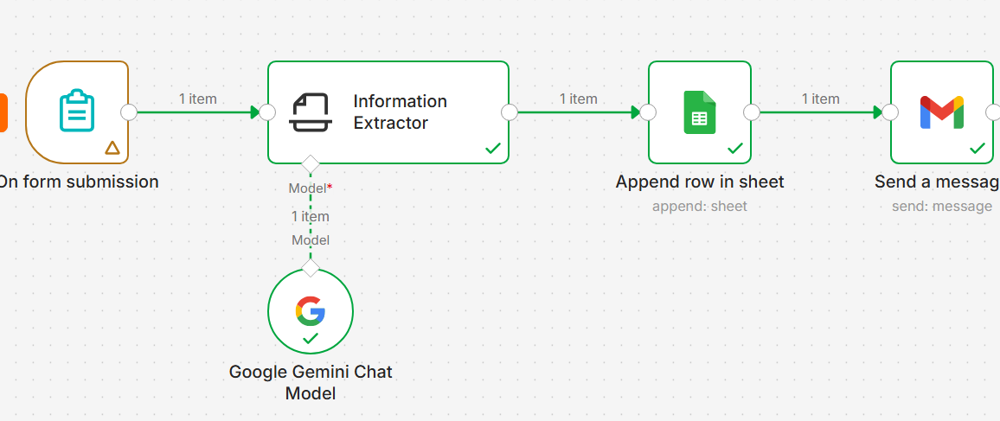 1 item
Information
Extractor
1 item
1 item
On form submission
Model*
1 item
Model
Append row in sheet
append: sheet
Send a messag
send: message
Google Gemini Chat
Model